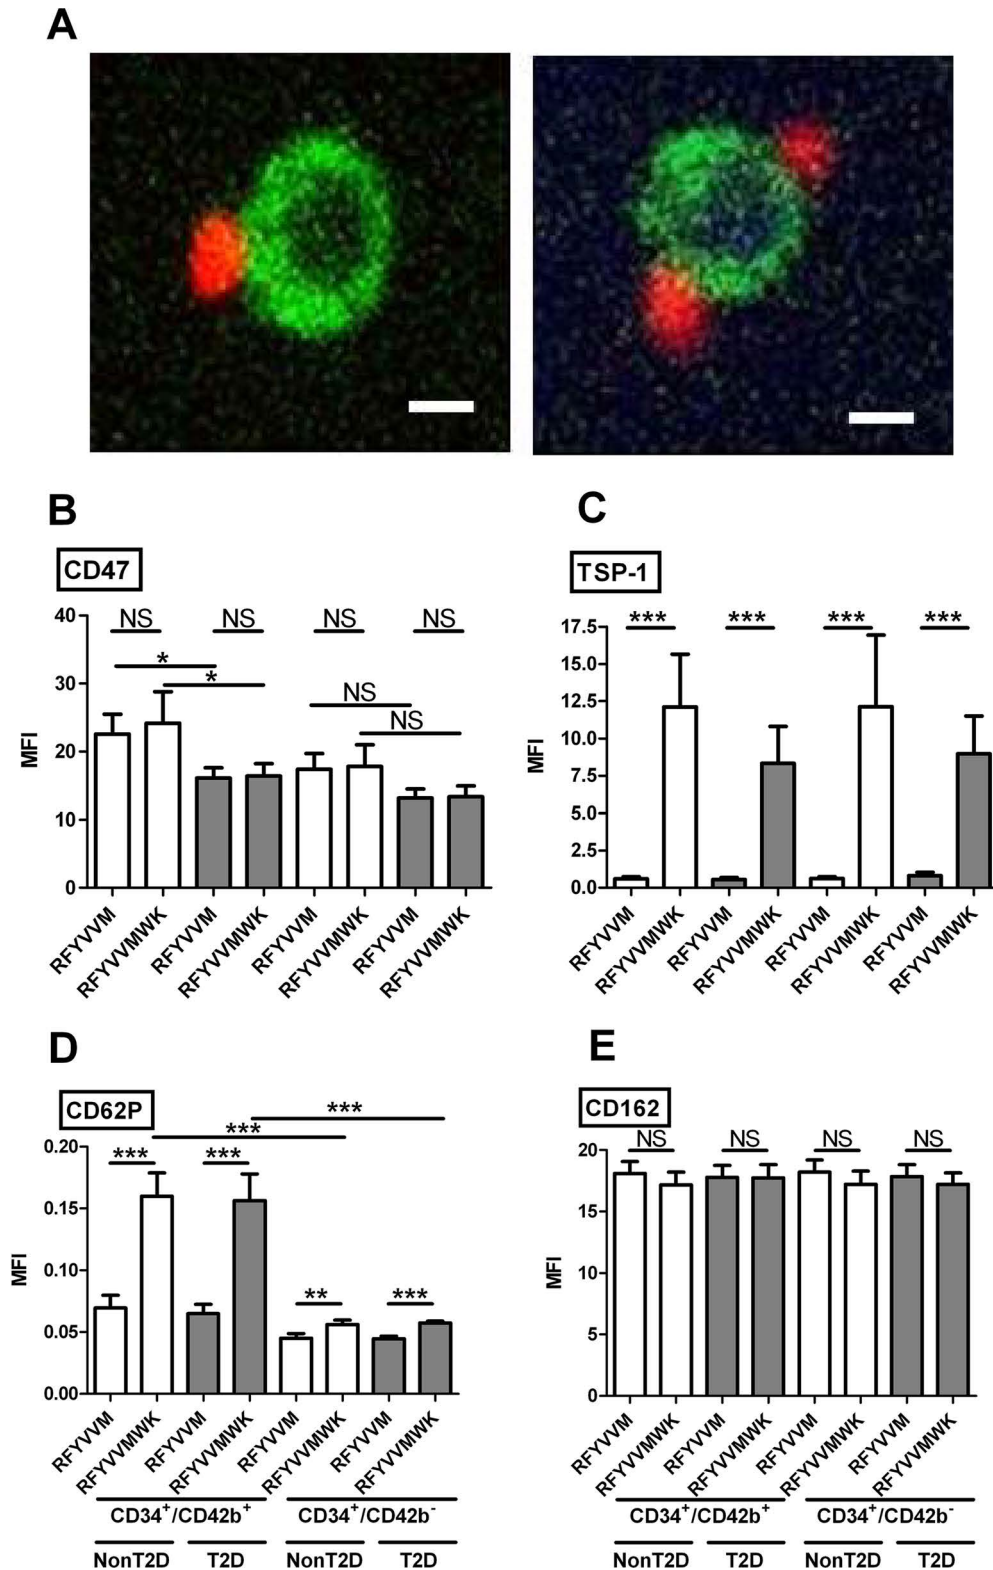 A
B
CD47
40
30
20
10
0
MFI
NS NS NS NS
*
*
NS
NS
RFYVVM RFYVVMWK RFYVVM RFYVVMWK RFYVVM RFYVVMWK RFYVVM RFYVVMWK
C
TSP-1
17.5
15.0
12.5
10.0
7.5
5.0
2.5
0.0
MFI
*** *** *** ***
RFYVVM RFYVVMWK RFYVVM RFYVVMWK RFYVVM RFYVVMWK RFYVVM RFYVVMWK
D
CD62P
***
***
0.20
0.15
0.10
0.05
0.00
MFI
*** *** ** ***
RFYVVM RFYVVMWK RFYVVM RFYVVMWK RFYVVM RFYVVMWK RFYVVM RFYVVMWK
CD34⁺/CD42b⁺ CD34⁺/CD42b⁻
NonT2D T2D NonT2D T2D
E
CD162
20
15
10
5
0
MFI
NS NS NS NS
RFYVVM RFYVVMWK RFYVVM RFYVVMWK RFYVVM RFYVVMWK RFYVVM RFYVVMWK
CD34⁺/CD42b⁺ CD34⁺/CD42b⁻
NonT2D T2D NonT2D T2D